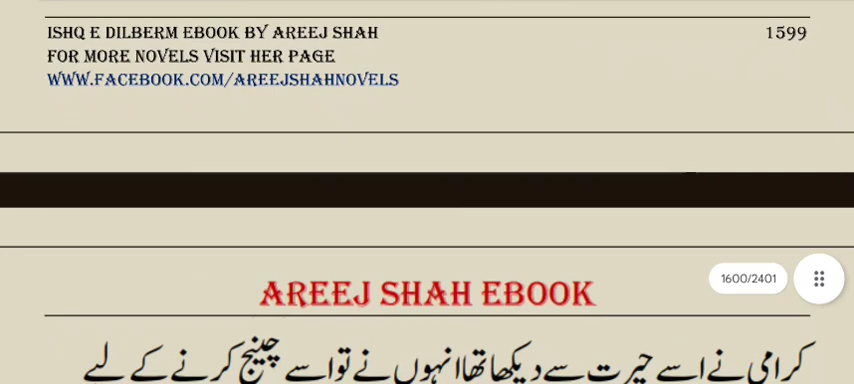 ISHQ E DILBERM EBOOK BY AREEJ SHAH 1599
FOR MORE NOVELS VISIT HER PAGE
WWW.FACEBOOK.COM/AREEJSHAHNOVELS
1600/2401
AREEJ SHAH EBOOK
کرامی نے اسے حیرت سے دیکھا تھا انہوں نے تو اسے چینج کرنے کے لیے